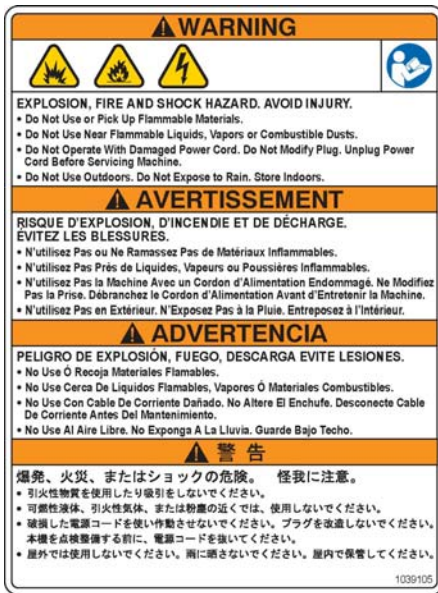 WARNING
EXPLOSION, FIRE AND SHOCK HAZARD. AVOID INJURY.
• Do Not Use or Pick Up Flammable Materials.
• Do Not Use Near Flammable Liquids, Vapors or Combustible Dusts.
• Do Not Operate With Damaged Power Cord. Do Not Modify Plug. Unplug Power
Cord Before Servicing Machine.
• Do Not Use Outdoors. Do Not Expose to Rain. Store Indoors.
AVERTISSEMENT
RISQUE D'EXPLOSION, D'INCENDIE ET DE DÉCHARGE.
ÉVITEZ LES BLESSURES.
• N'utilisez Pas ou Ne Ramassez Pas de Matériaux Inflammables.
• N'utilisez Pas Près de Liquides, Vapeurs ou Poussières Inflammables.
• N'utilisez Pas la Machine Avec un Cordon d'Alimentation Endommagé. Ne Modifiez
Pas la Prise. Débranchez le Cordon d'Alimentation Avant d'Entretenir la Machine.
• N'utilisez Pas en Extérieur. N'Exposez Pas à la Pluie. Entreposez à l'Intérieur.
ADVERTENCIA
PELIGRO DE EXPLOSIÓN, FUEGO, DESCARGA EVITE LESIONES.
• No Use Ó Recoja Materiales Flamables.
• No Use Cerca De Liquidos Flamables, Vapores Ó Materiales Combustibles.
• No Use Con Cable De Corriente Dañado. No Altere El Enchufe. Desconecte Cable
De Corriente Antes Del Mantenimiento.
• No Use Al Aire Libre. No Exponga A La Lluvia. Guarde Bajo Techo.
警告
爆発、火災、またはショックの危険。 怪我に注意。
• 引火性物質を使用したり吸引をしないでください。
• 可燃性液体、引火性気体、または粉塵の近くでは、使用しないでください。
• 破損した電源コードを使い作動させないでください。プラグを改造しないでください。
本機を点検整備する前に、電源コードを抜いてください。
• 屋外では使用しないでください。雨に晒さないでください。屋内で保管してください。
1039105